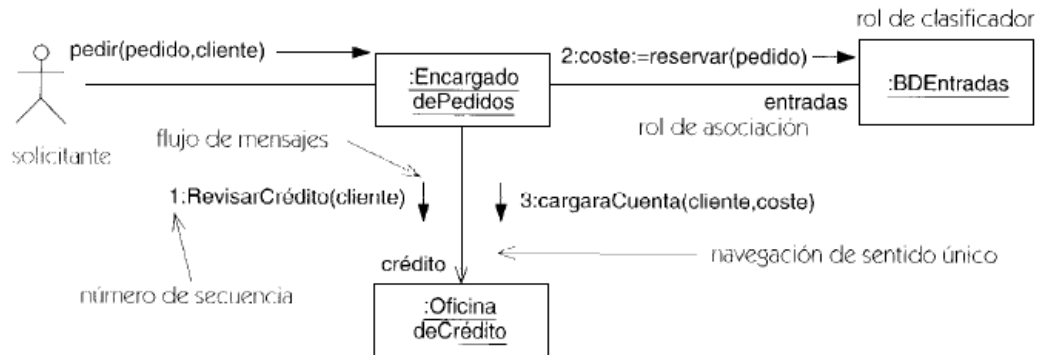 rol de clasificador
pedir(pedido,cliente)
2:coste:=reservar(pedido)
:Encargado
dePedidos
:BDEntradas
entradas
rol de asociación
solicitante
flujo de mensajes
1:RevisarCrédito(cliente)
3:cargaraCuenta(cliente,coste)
navegación de sentido único
crédito
número de secuencia
:Oficina
deCrédito